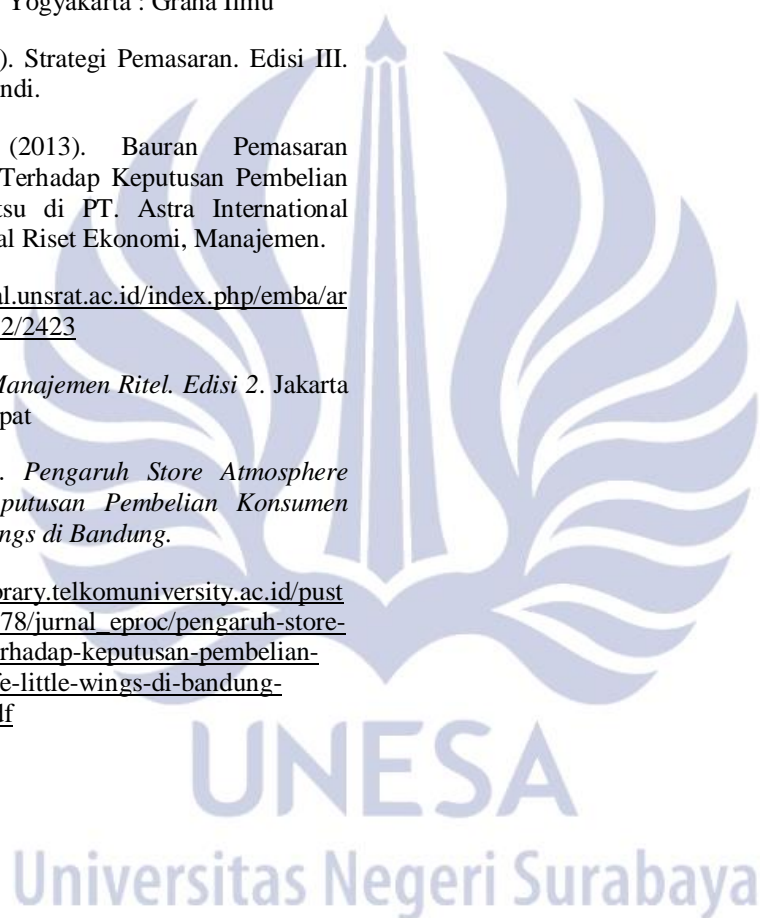 Yogyakarta : Graha Ilmu
). Strategi Pemasaran. Edisi III.
ndi.
(2013). Bauran Pemasaran
Terhadap Keputusan Pembelian
tsu di PT. Astra International
al Riset Ekonomi, Manajemen.
al.unsrat.ac.id/index.php/emba/ar
2/2423
Manajemen Ritel. Edisi 2. Jakarta
pat
. Pengaruh Store Atmosphere
putusan Pembelian Konsumen
ngs di Bandung.
brary.telkomuniversity.ac.id/pust
78/jurnal_eproc/pengaruh-store-
rhadap-keputusan-pembelian-
fe-little-wings-di-bandung-
df
UNESA
Universitas Negeri Surabaya